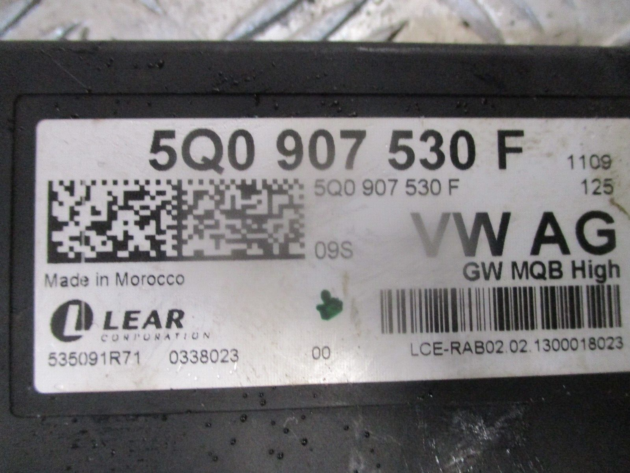 5Q0 907 530 F 1109
5Q0 907 530 F 125
09S VW AG
GW MQB High
Made in Morocco
LEAR
CORPORATION
535091R71 0338023 00 LCE-RAB02.02.1300018023